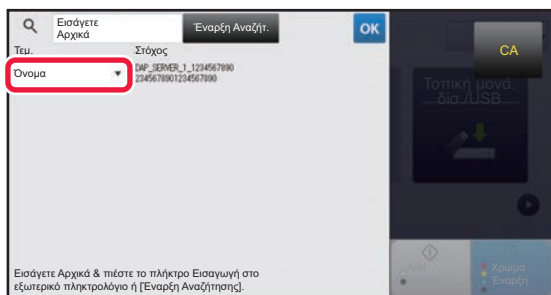 Εισάγετε
Αρχικά
Έναρξη Αναζήτ.
OK
CA
Τεμ.
Στόχος
Όνομα
DAP_SERVER_1_1234567890
2345678901234567890
Τοπική μονά.
δίσ./USB
Χρώμα
Έναρξη
Εισάγετε Αρχικά & πιέστε το πλήκτρο Εισαγωγή στο
εξωτερικό πληκτρολόγιο ή [Έναρξη Αναζήτησης].